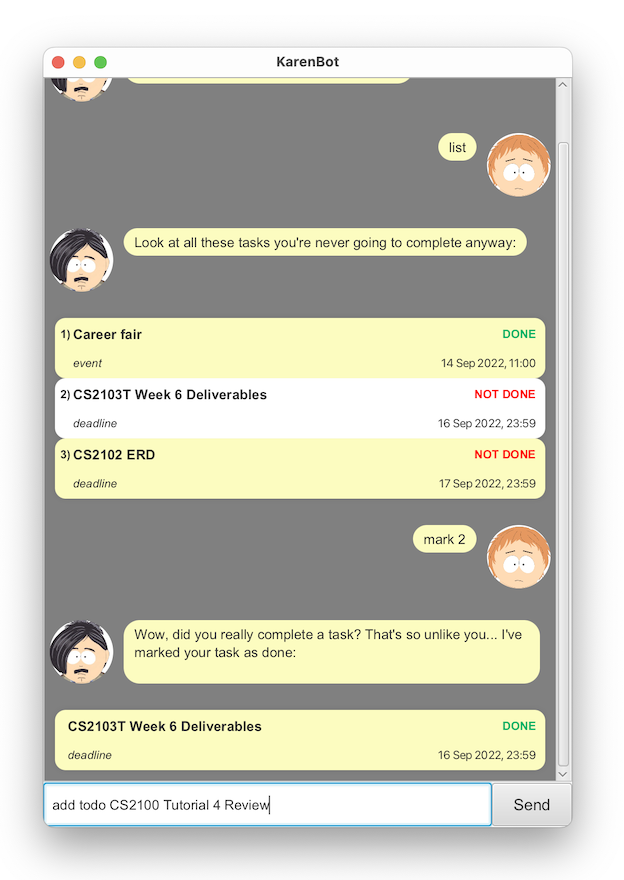 KarenBot
list
Look at all these tasks you're never going to complete anyway:
1) Career fair DONE
event 14 Sep 2022, 11:00
2) CS2103T Week 6 Deliverables NOT DONE
deadline 16 Sep 2022, 23:59
3) CS2102 ERD NOT DONE
deadline 17 Sep 2022, 23:59
mark 2
Wow, did you really complete a task? That's so unlike you... I've
marked your task as done:
CS2103T Week 6 Deliverables DONE
deadline 16 Sep 2022, 23:59
add todo CS2100 Tutorial 4 Review Send